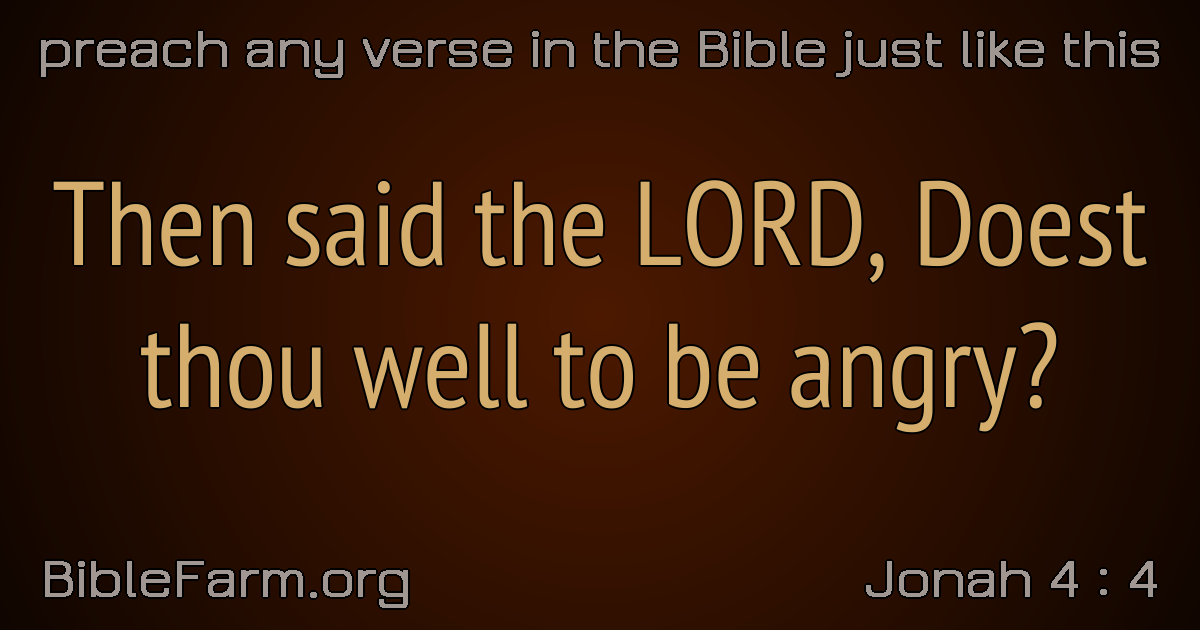 preach any verse in the Bible just like this
Then said the LORD, Doest
thou well to be angry?
BibleFarm.org
Jonah 4 : 4